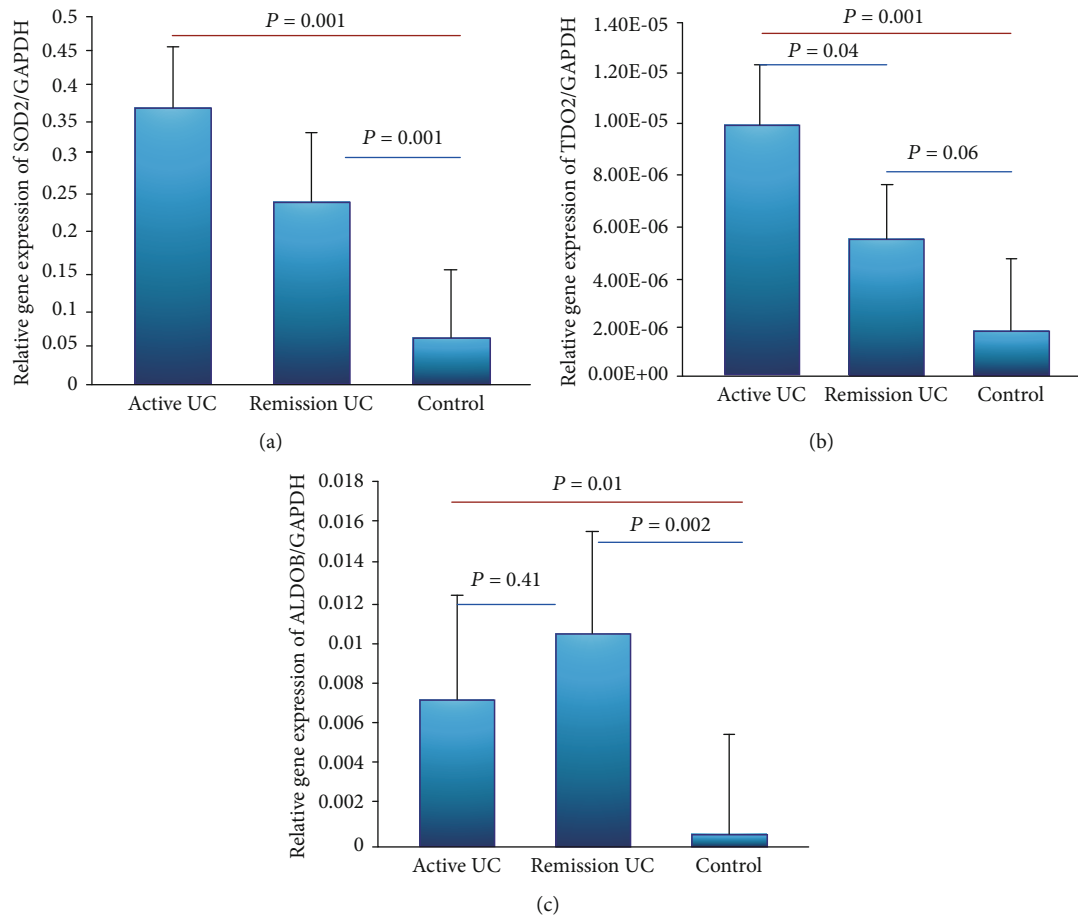 Relative gene expression of SOD2/GAPDH
0.5
0.45
0.4
0.35
0.3
0.25
0.2
0.15
0.1
0.05
0
P = 0.001
P = 0.001
Active UC
Remission UC
Control
(a)
Relative gene expression of TDO2/GAPDH
1.40E-05
1.20E-05
1.00E-05
8.00E-06
6.00E-06
4.00E-06
2.00E-06
0.00E+00
P = 0.001
P = 0.04
P = 0.06
Active UC
Remission UC
Control
(b)
Relative gene expression of ALDOB/GAPDH
0.018
0.016
0.014
0.012
0.01
0.008
0.006
0.004
0.002
0
P = 0.01
P = 0.002
P = 0.41
Active UC
Remission UC
Control
(c)